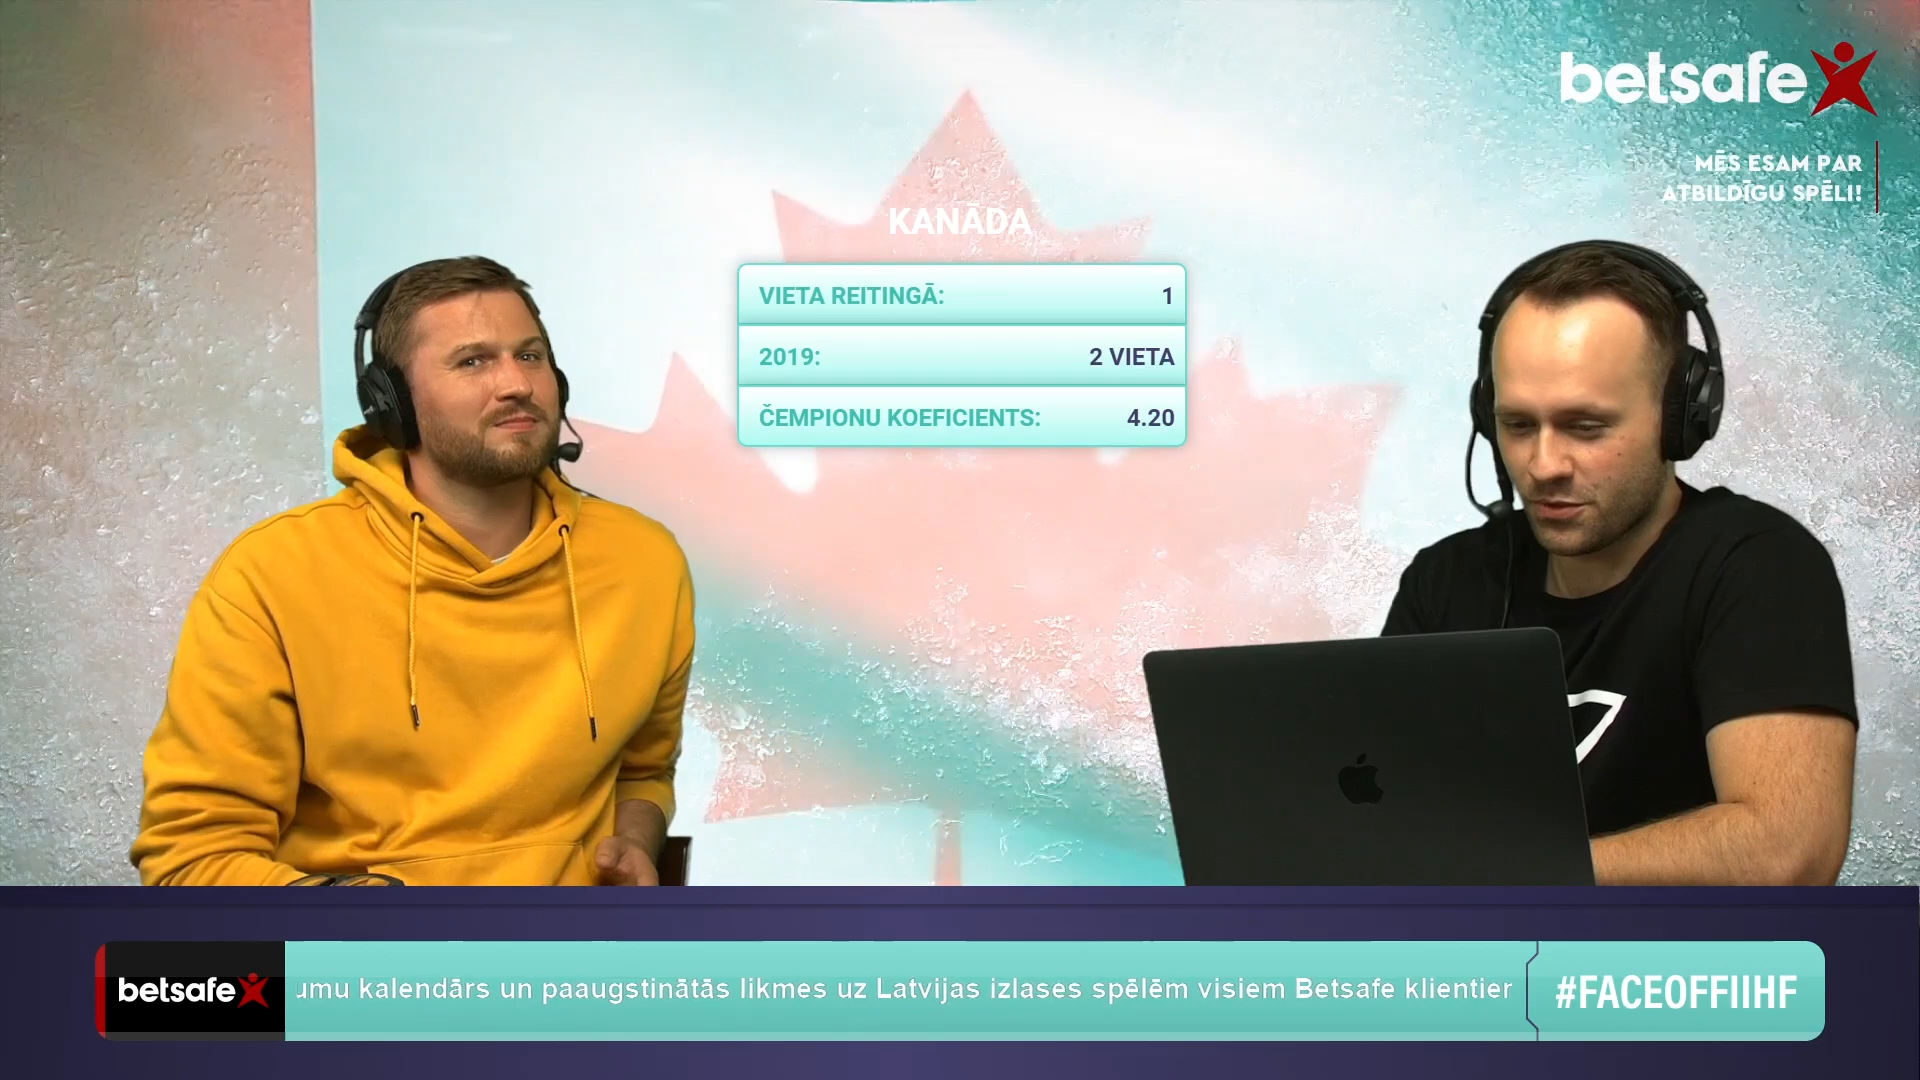 betsafe
MĒS ESAM PAR
ATBILDĪGU SPĒLI!
KANĀDA
VIETA REITINGĀ: 1
2019: 2 VIETA
ČEMPIONU KOEFICIENTS: 4.20
betsafe
umu kalendārs un paaugstinātās likmes uz Latvijas izlases spēlēm visiem Betsafe klientier
#FACEOFFIIHF